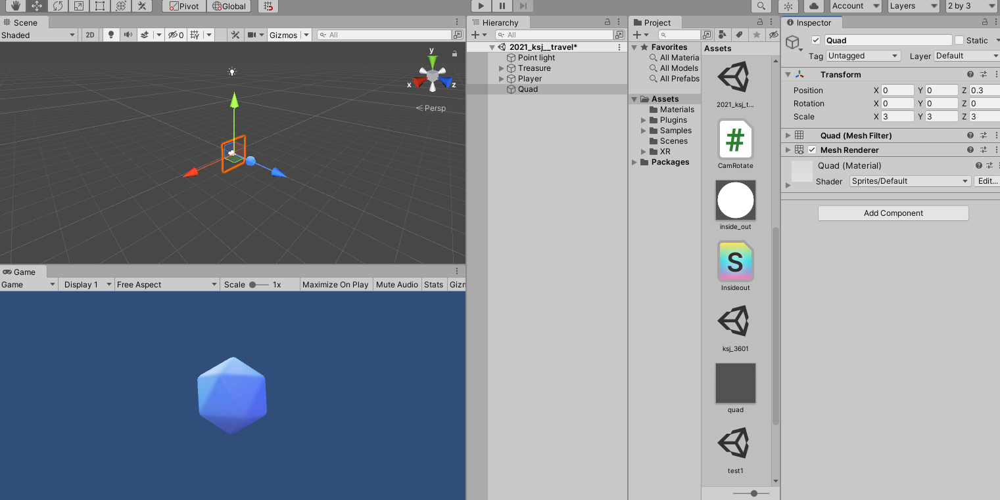 Pivot Global Account Layers 2 by 3
Scene Hierarchy Project Inspector
Shaded 2D 0 Gizmos All
All
y
x
z
Persp
2021_ksj__travel*
Point light
Treasure
Player
Quad
Favorites
All Materia
All Models
All Prefabs
Assets
Materials
Plugins
Samples
Scenes
XR
Packages
Assets
2021_ksj_t...
#
CamRotate
inside_out
S
Insideout
ksj_3601
quad
test1
Quad Static
Tag Untagged Layer Default
Transform
Position X 0 Y 0 Z 0.3
Rotation X 0 Y 0 Z 0
Scale X 3 Y 3 Z 3
Quad (Mesh Filter)
Mesh Renderer
Quad (Material)
Shader Sprites/Default Edit...
Add Component
Game
Game Display 1 Free Aspect Scale 1x Maximize On Play Mute Audio Stats Gizm